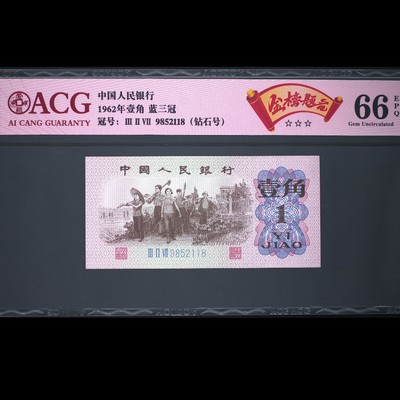 ACG
AI CANG GUARANTY
中国人民银行
1962年壹角 蓝三冠
冠号: III II VII 9852118 (钻石号)
金榜题名
66
EPQ
Gem Uncirculated
中國人民銀行
壹角
1
YI
JIAO
III II VII 9852118